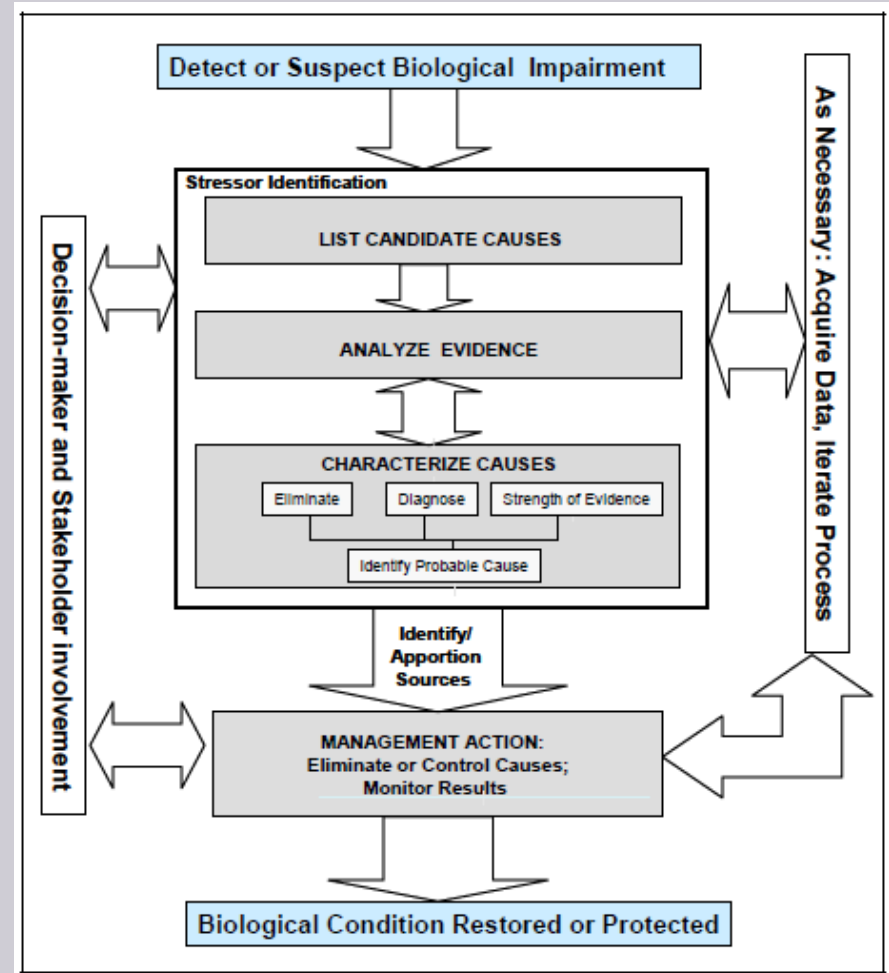 Detect or Suspect Biological Impairment
Stressor Identification
LIST CANDIDATE CAUSES
ANALYZE EVIDENCE
CHARACTERIZE CAUSES
Eliminate
Diagnose
Strength of Evidence
Identify Probable Cause
Identify/
Apportion
Sources
MANAGEMENT ACTION:
Eliminate or Control Causes;
Monitor Results
Biological Condition Restored or Protected
Decision-maker and Stakeholder involvement
As Necessary: Acquire Data, Iterate Process